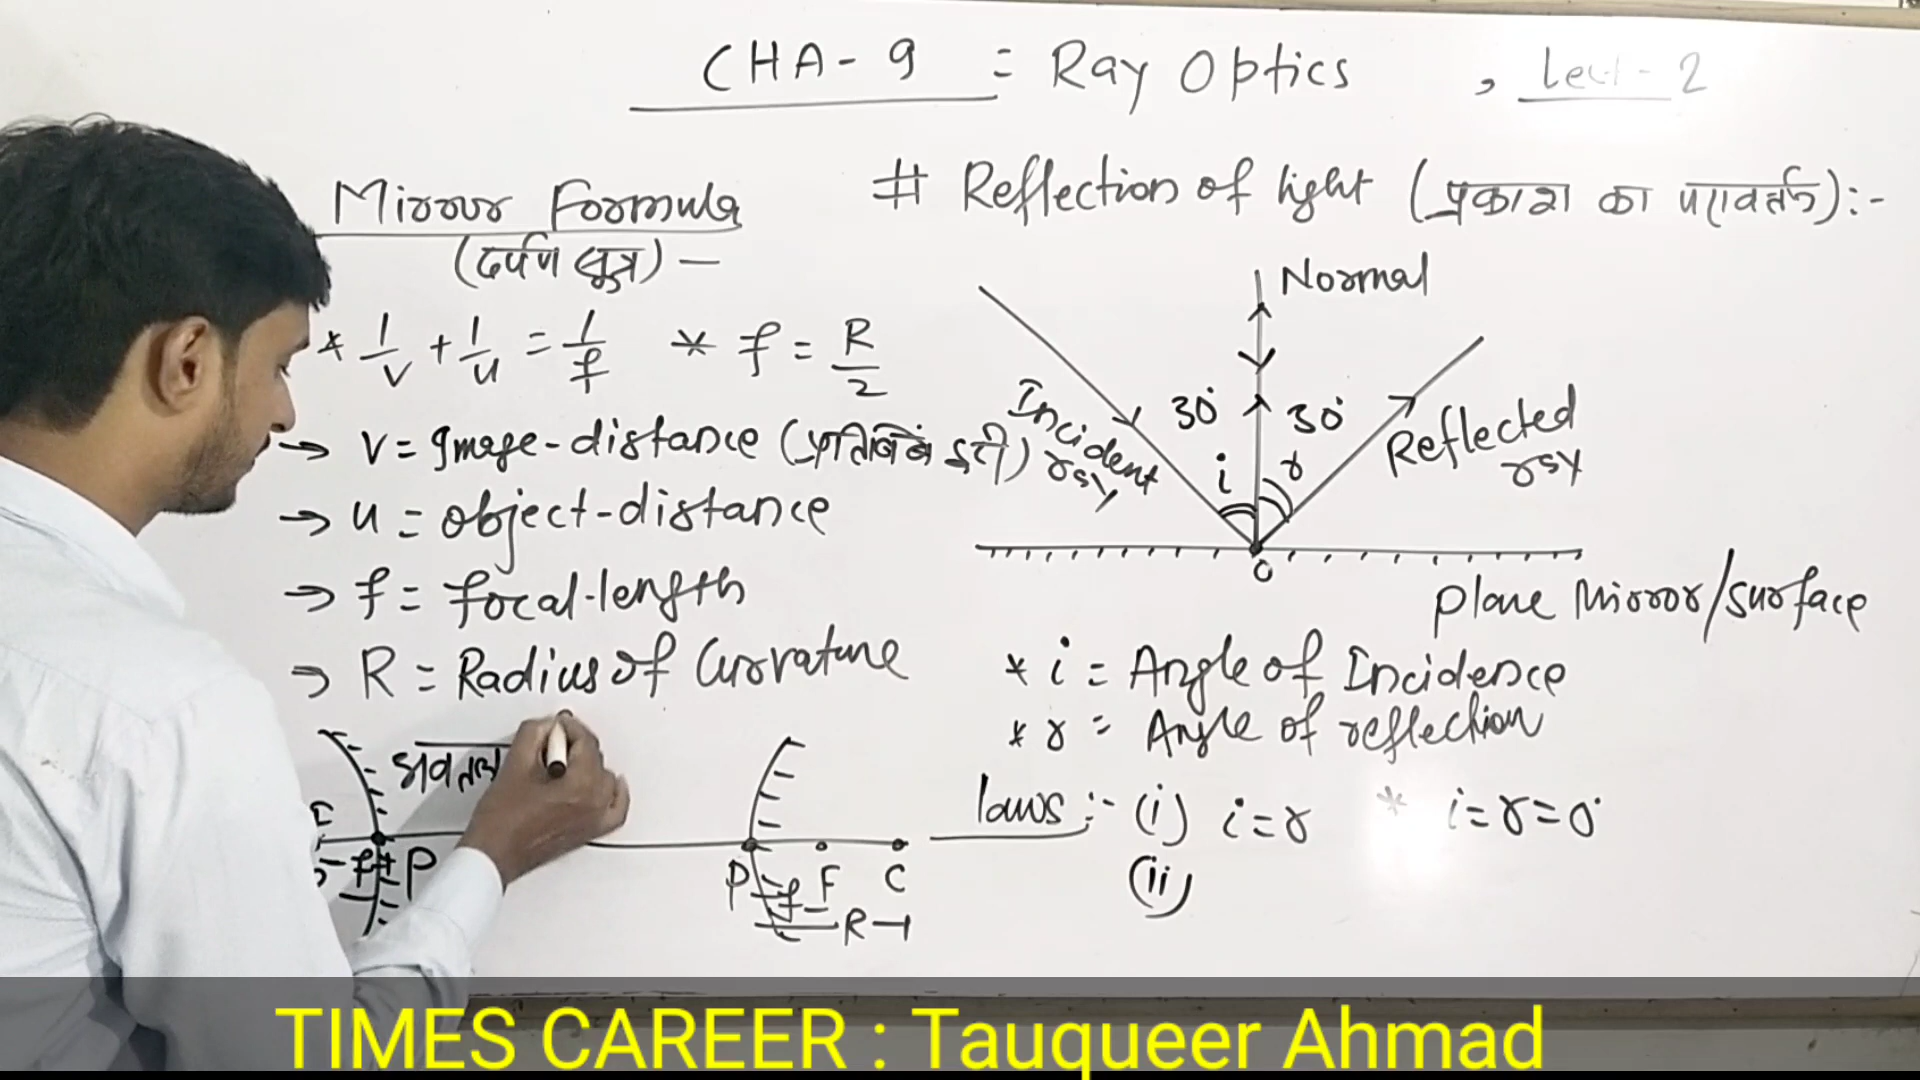 CHA-9 = Ray Optics , Lect-2
Mirror Formula
(दर्पण सूत्र) —
* 1/v + 1/u = 1/f * f = R/2
→ v = Image-distance (प्रतिबिंब दूरी)
→ u = object-distance
→ f = focal-length
→ R = Radius of Curvature
अवतल
P
f
P f F C
R
# Reflection of light (प्रकाश का परावर्तन):-
Normal
30° 30°
Incident ray
Reflected ray
i r
O
Plane Mirror/surface
* i = Angle of Incidence
* r = Angle of reflection
laws:- (i) i=r * i=r=0°
(ii)
TIMES CAREER : Tauqueer Ahmad